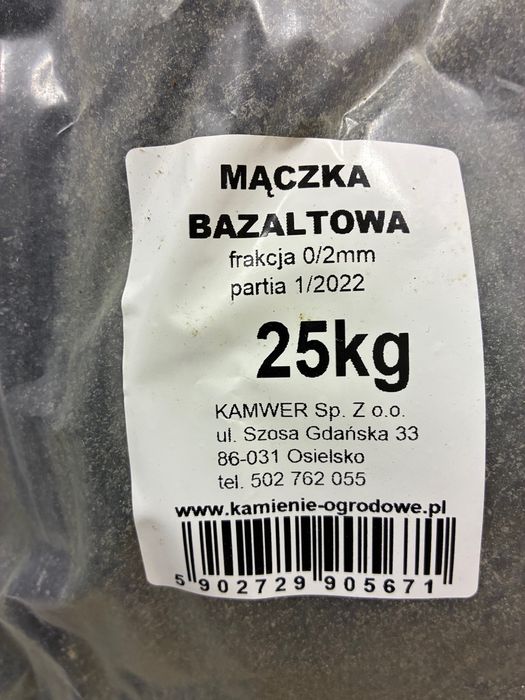 MĄCZKA
BAZALTOWA
frakcja 0/2mm
partia 1/2022
25kg
KAMWER Sp. Z o.o.
ul. Szosa Gdańska 33
86-031 Osielsko
tel. 502 762 055
www.kamienie-ogrodowe.pl
5 902729 905671